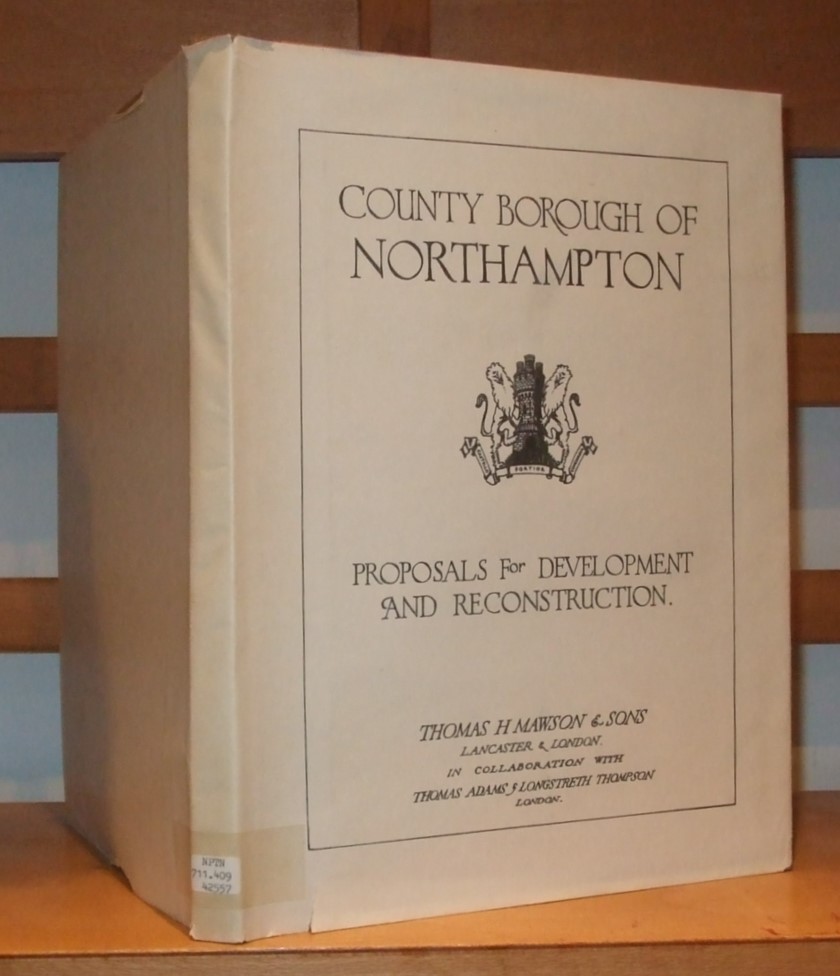 COUNTY BOROUGH OF
NORTHAMPTON
FORTIOR
PROPOSALS For DEVELOPMENT
AND RECONSTRUCTION.
THOMAS H MAWSON & SONS
LANCASTER & LONDON.
IN COLLABORATION WITH
THOMAS ADAMS & LONGSTRETH THOMPSON
LONDON.
NPTN
711.409
42557